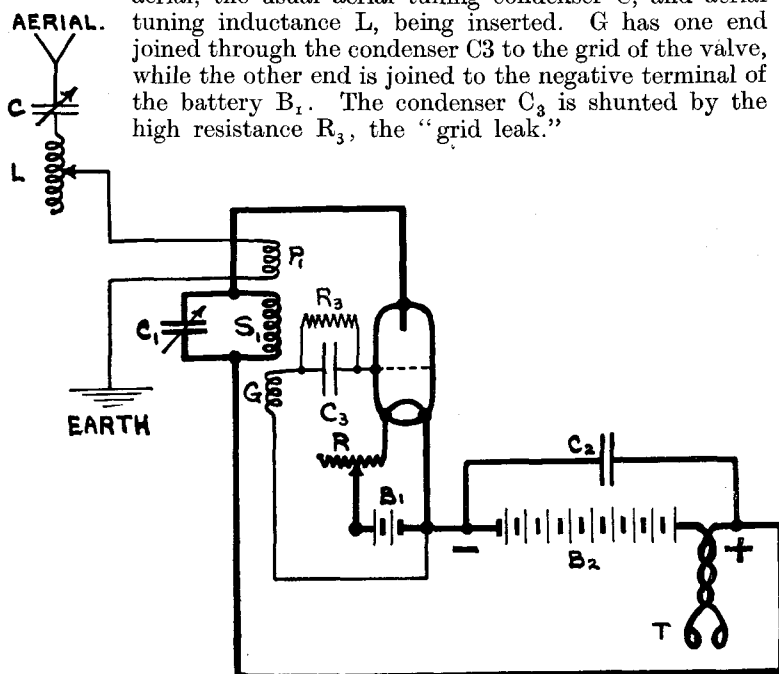 aerial, the usual aerial tuning condenser C, and aerial
tuning inductance L, being inserted. G has one end
joined through the condenser C3 to the grid of the valve,
while the other end is joined to the negative terminal of
the battery B₁. The condenser C₃ is shunted by the
high resistance R₃, the “grid leak.”
AERIAL.
C
L
P₁
R₃
C₁
S₁
G
C₃
EARTH
R
C₂
B₁
−
B₂
+
T